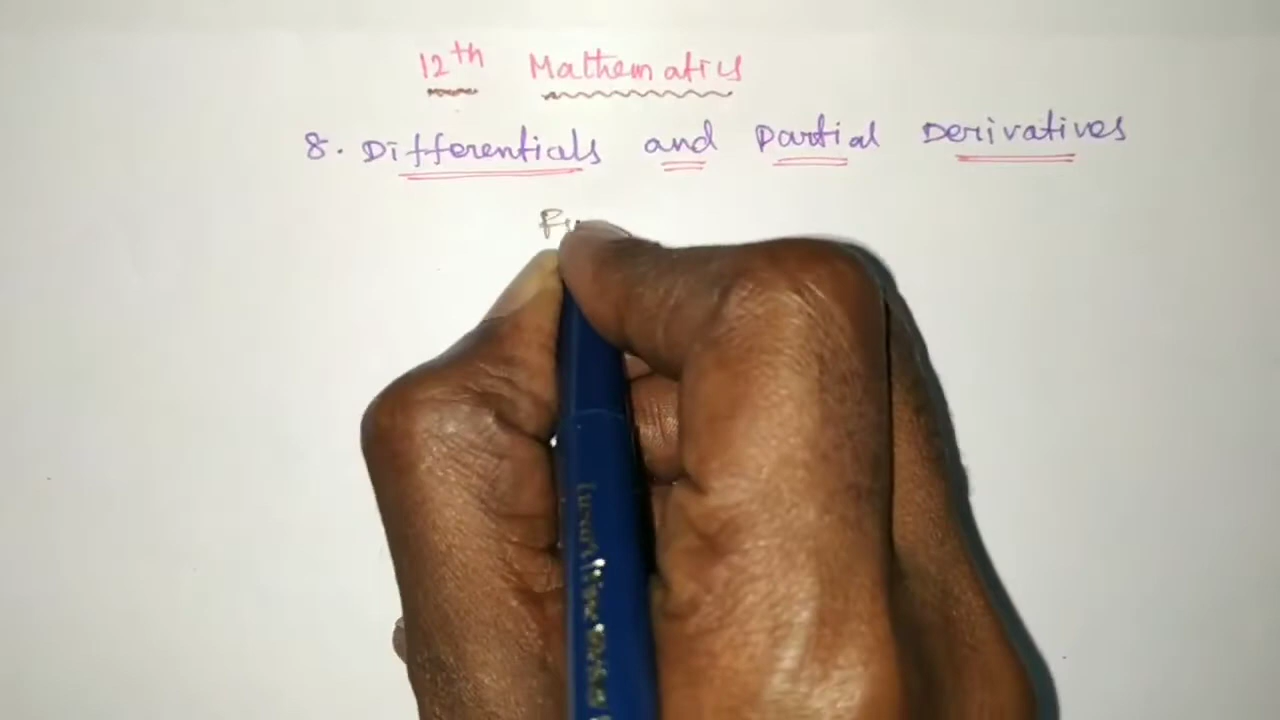 12th Mathematics
8. Differentials and Partial Derivatives